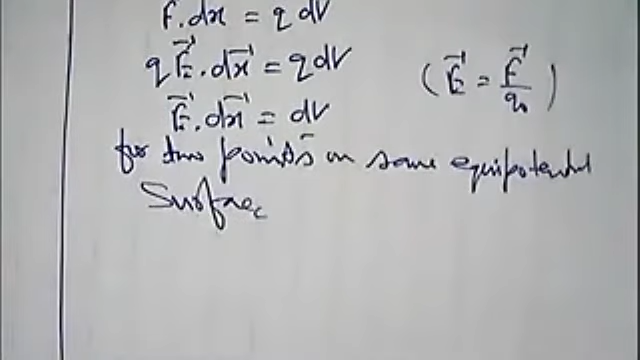 F.dx = q dV
q E⃗.dx⃗ = q dV
(E⃗ = F⃗/q₀)
E⃗.dx⃗ = dV
for two points on same equipotential
Surface